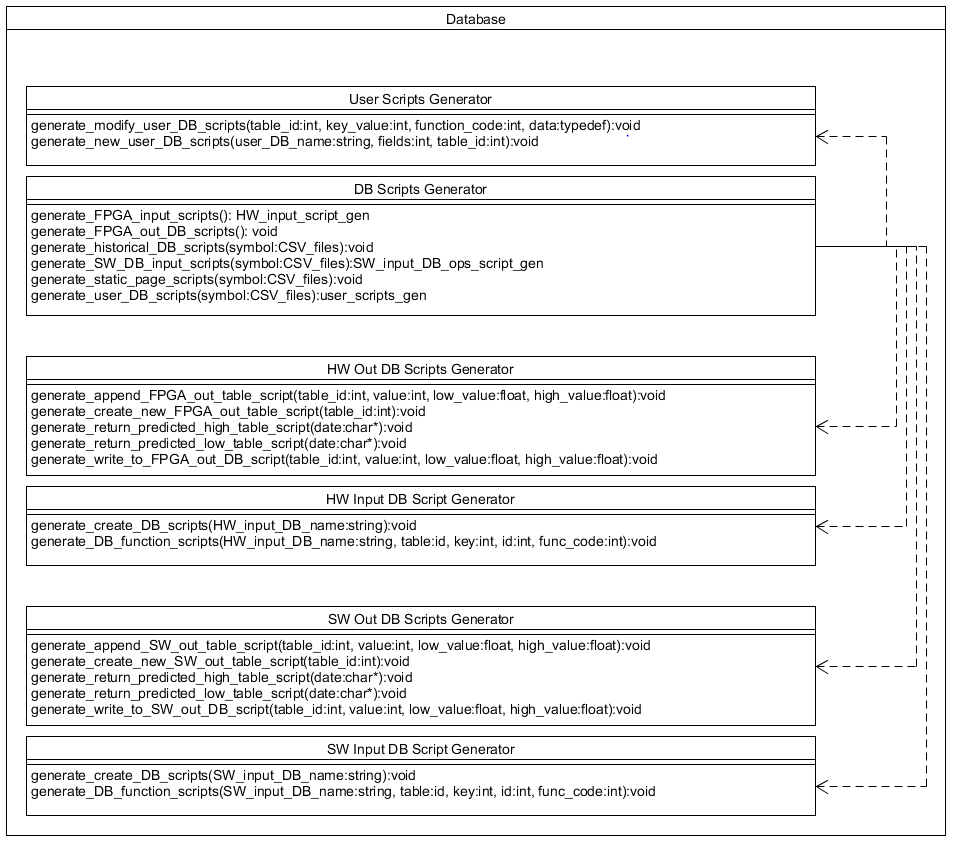 Database
User Scripts Generator
generate_modify_user_DB_scripts(table_id:int, key_value:int, function_code:int, data:typedef):void
generate_new_user_DB_scripts(user_DB_name:string, fields:int, table_id:int):void
DB Scripts Generator
generate_FPGA_input_scripts(): HW_input_script_gen
generate_FPGA_out_DB_scripts(): void
generate_historical_DB_scripts(symbol:CSV_files):void
generate_SW_DB_input_scripts(symbol:CSV_files):SW_input_DB_ops_script_gen
generate_static_page_scripts(symbol:CSV_files):void
generate_user_DB_scripts(symbol:CSV_files):user_scripts_gen
HW Out DB Scripts Generator
generate_append_FPGA_out_table_script(table_id:int, value:int, low_value:float, high_value:float):void
generate_create_new_FPGA_out_table_script(table_id:int):void
generate_return_predicted_high_table_script(date:char*):void
generate_return_predicted_low_table_script(date:char*):void
generate_write_to_FPGA_out_DB_script(table_id:int, value:int, low_value:float, high_value:float):void
HW Input DB Script Generator
generate_create_DB_scripts(HW_input_DB_name:string):void
generate_DB_function_scripts(HW_input_DB_name:string, table:id, key:int, id:int, func_code:int):void
SW Out DB Scripts Generator
generate_append_SW_out_table_script(table_id:int, value:int, low_value:float, high_value:float):void
generate_create_new_SW_out_table_script(table_id:int):void
generate_return_predicted_high_table_script(date:char*):void
generate_return_predicted_low_table_script(date:char*):void
generate_write_to_SW_out_DB_script(table_id:int, value:int, low_value:float, high_value:float):void
SW Input DB Script Generator
generate_create_DB_scripts(SW_input_DB_name:string):void
generate_DB_function_scripts(SW_input_DB_name:string, table:id, key:int, id:int, func_code:int):void